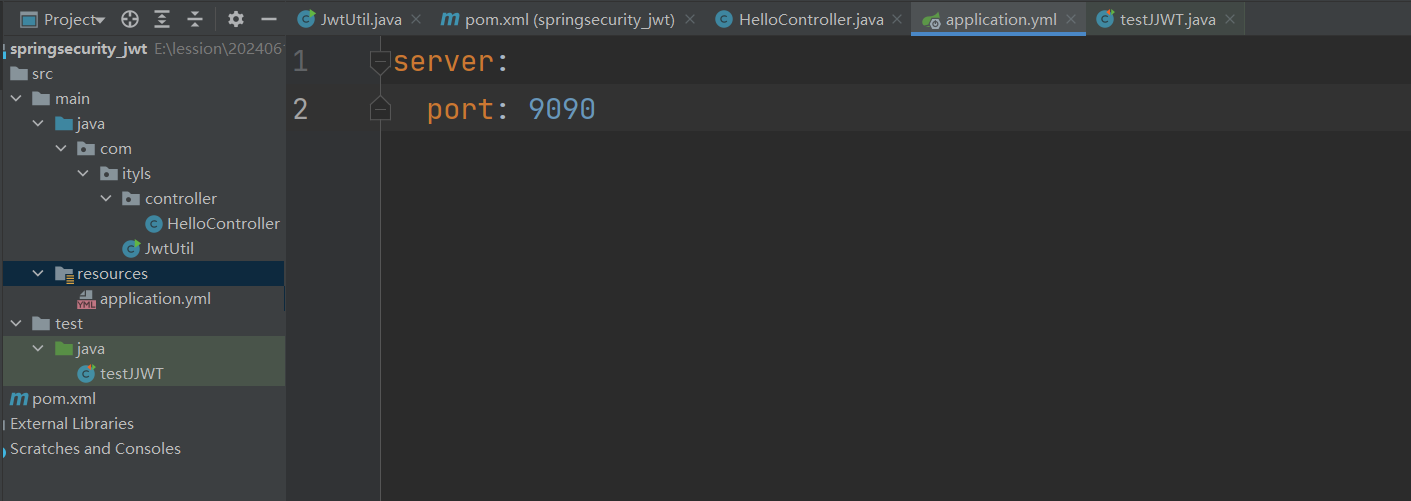 Project
JwtUtil.java
pom.xml (springsecurity_jwt)
HelloController.java
application.yml
testJJWT.java
springsecurity_jwt E:\lession\202406
src
main
java
com
ityls
controller
HelloController
JwtUtil
resources
YML application.yml
test
java
testJJWT
pom.xml
External Libraries
Scratches and Consoles
1 server:
2 port: 9090